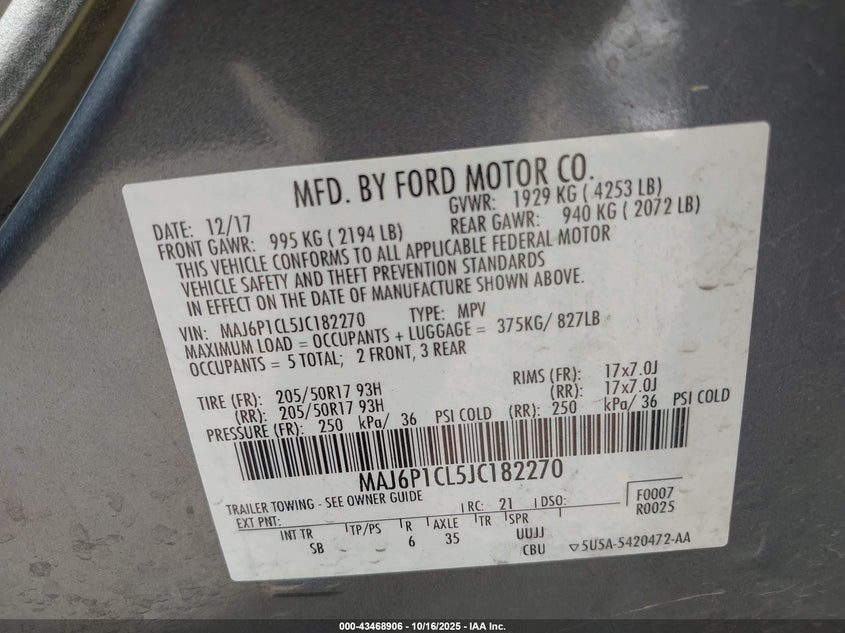 MFD. BY FORD MOTOR CO.
DATE: 12/17 GVWR: 1929 KG ( 4253 LB)
FRONT GAWR: 995 KG ( 2194 LB) REAR GAWR: 940 KG ( 2072 LB)
THIS VEHICLE CONFORMS TO ALL APPLICABLE FEDERAL MOTOR
VEHICLE SAFETY AND THEFT PREVENTION STANDARDS
IN EFFECT ON THE DATE OF MANUFACTURE SHOWN ABOVE.
VIN: MAJ6P1CL5JC182270 TYPE: MPV
MAXIMUM LOAD = OCCUPANTS + LUGGAGE = 375KG/ 827LB
OCCUPANTS = 5 TOTAL; 2 FRONT, 3 REAR
TIRE (FR): 205/50R17 93H RIMS (FR): 17x7.0J
(RR): 205/50R17 93H (RR): 17x7.0J
PRESSURE (FR): 250 kPa/ 36 PSI COLD (RR): 250 kPa/ 36 PSI COLD
MAJ6P1CL5JC182270
TRAILER TOWING - SEE OWNER GUIDE
EXT PNT: RC: 21 DSO: F0007
R0025
INT TR TP/PS R AXLE TR SPR
SB 6 35 UUJJ
CBU 5U5A-5420472-AA
000-43468906 - 10/16/2025 - IAA Inc.